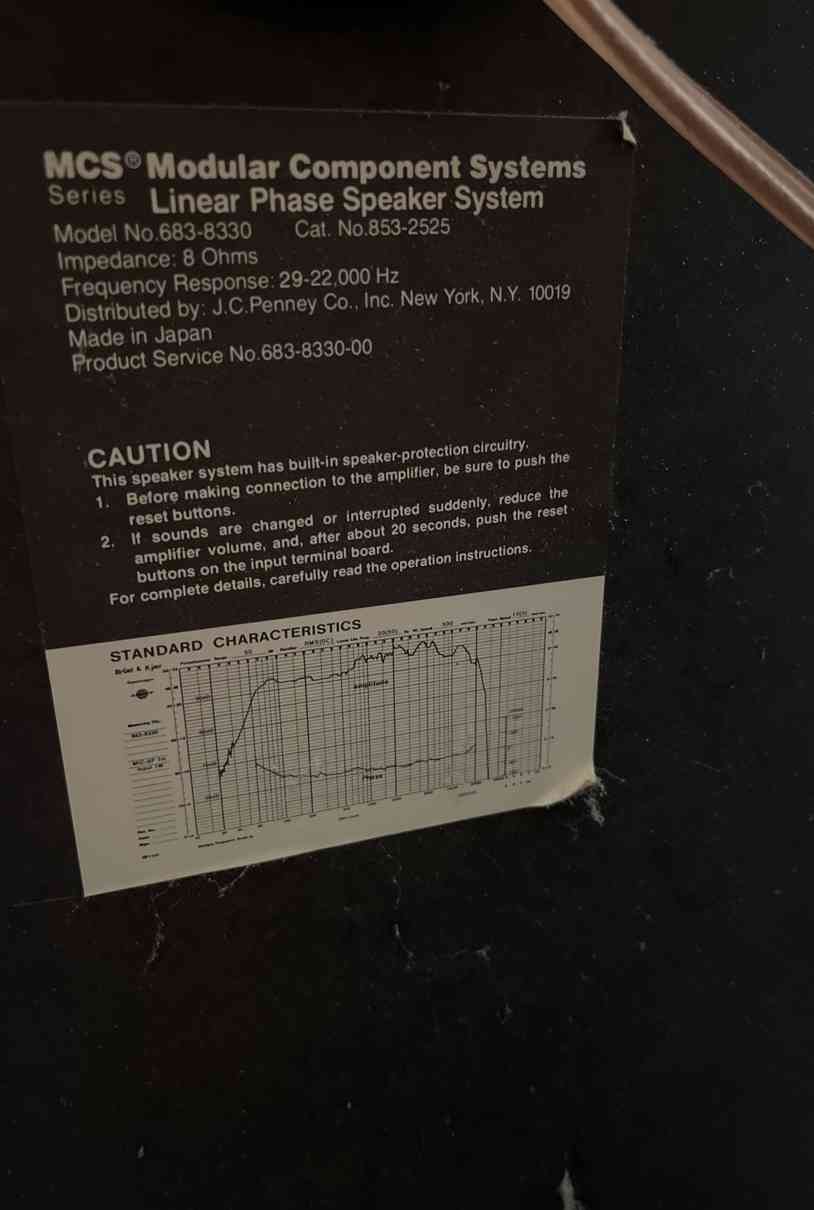 MCS® Modular Component Systems
Series Linear Phase Speaker System
Model No.683-8330 Cat. No.853-2525
Impedance: 8 Ohms
Frequency Response: 29-22,000 Hz
Distributed by: J.C.Penney Co., Inc. New York, N.Y. 10019
Made in Japan
Product Service No.683-8330-00
CAUTION
This speaker system has built-in speaker-protection circuitry.
1. Before making connection to the amplifier, be sure to push the
reset buttons.
2. If sounds are changed or interrupted suddenly, reduce the
amplifier volume, and, after about 20 seconds, push the reset
buttons on the input terminal board.
For complete details, carefully read the operation instructions.
STANDARD CHARACTERISTICS
Brüel & Kjær
Amplitude
Phase